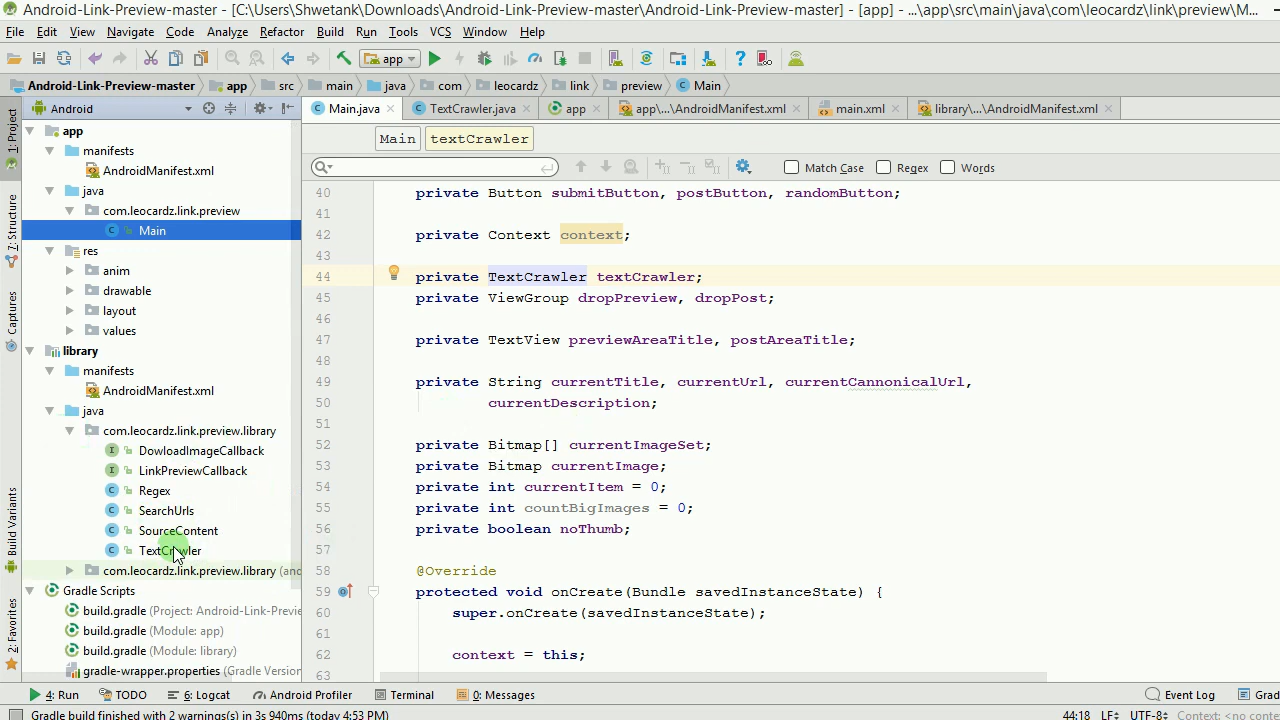 Android-Link-Preview-master - [C:\Users\Shwetank\Downloads\Android-Link-Preview-master\Android-Link-Preview-master] - [app] - ...\app\src\main\java\com\leocardz\link\preview\M...
File Edit View Navigate Code Analyze Refactor Build Run Tools VCS Window Help
app
Android-Link-Preview-master app src main java com leocardz link preview Main
Android
Main.java TextCrawler.java app app\...\AndroidManifest.xml main.xml library\...\AndroidManifest.xml
Main textCrawler
Match Case Regex Words
1: Project
Z: Structure
Captures
Build Variants
2: Favorites
app
manifests
AndroidManifest.xml
java
com.leocardz.link.preview
Main
res
anim
drawable
layout
values
library
manifests
AndroidManifest.xml
java
com.leocardz.link.preview.library
DowloadImageCallback
LinkPreviewCallback
Regex
SearchUrls
SourceContent
TextCrawler
com.leocardz.link.preview.library (and
Gradle Scripts
build.gradle (Project: Android-Link-Previe
build.gradle (Module: app)
build.gradle (Module: library)
gradle-wrapper.properties (Gradle Version
40 private Button submitButton, postButton, randomButton;
41
42 private Context context;
43
44 private TextCrawler textCrawler;
45 private ViewGroup dropPreview, dropPost;
46
47 private TextView previewAreaTitle, postAreaTitle;
48
49 private String currentTitle, currentUrl, currentCannonicalUrl,
50 currentDescription;
51
52 private Bitmap[] currentImageSet;
53 private Bitmap currentImage;
54 private int currentItem = 0;
55 private int countBigImages = 0;
56 private boolean noThumb;
57
58 @Override
59 protected void onCreate(Bundle savedInstanceState) {
60 super.onCreate(savedInstanceState);
61
62 context = this;
63
4: Run TODO 6: Logcat Android Profiler Terminal 0: Messages Event Log Grad
Gradle build finished with 2 warnings(s) in 3s 940ms (today 4:53 PM) 44:18 LF÷ UTF-8÷ Context: <no conte